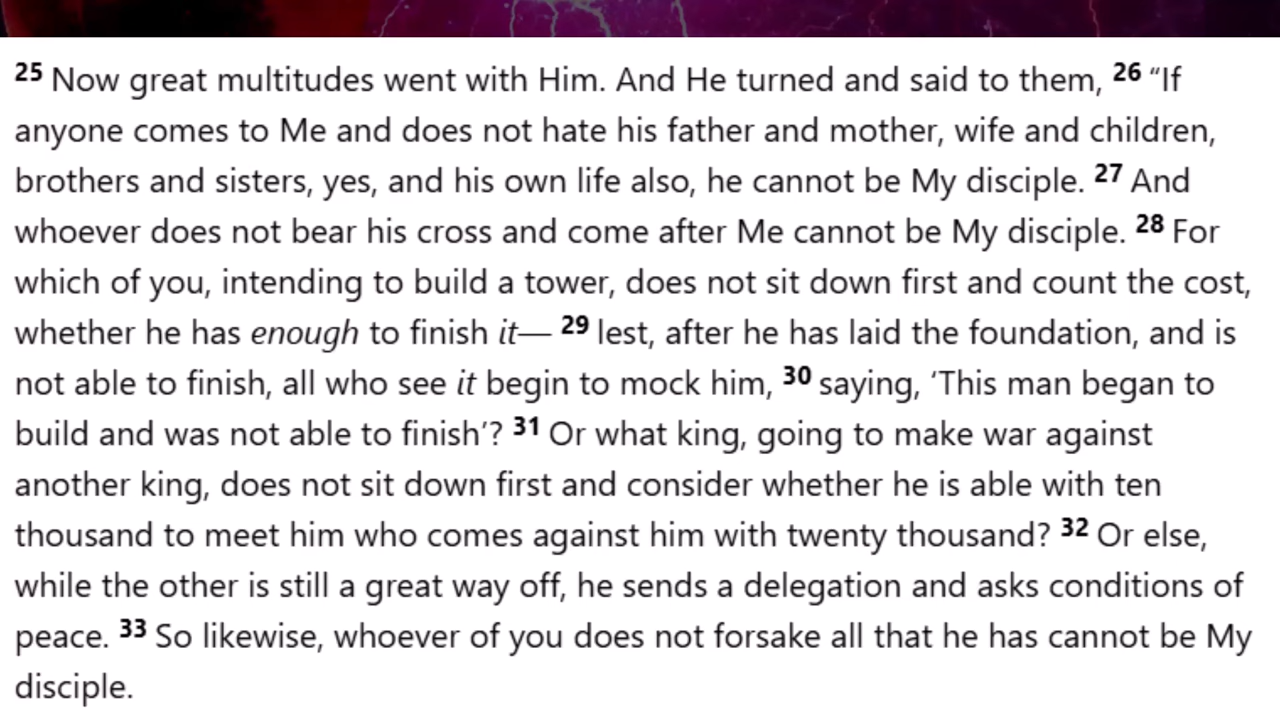 25 Now great multitudes went with Him. And He turned and said to them, 26 “If
anyone comes to Me and does not hate his father and mother, wife and children,
brothers and sisters, yes, and his own life also, he cannot be My disciple. 27 And
whoever does not bear his cross and come after Me cannot be My disciple. 28 For
which of you, intending to build a tower, does not sit down first and count the cost,
whether he has enough to finish it— 29 lest, after he has laid the foundation, and is
not able to finish, all who see it begin to mock him, 30 saying, ‘This man began to
build and was not able to finish’? 31 Or what king, going to make war against
another king, does not sit down first and consider whether he is able with ten
thousand to meet him who comes against him with twenty thousand? 32 Or else,
while the other is still a great way off, he sends a delegation and asks conditions of
peace. 33 So likewise, whoever of you does not forsake all that he has cannot be My
disciple.